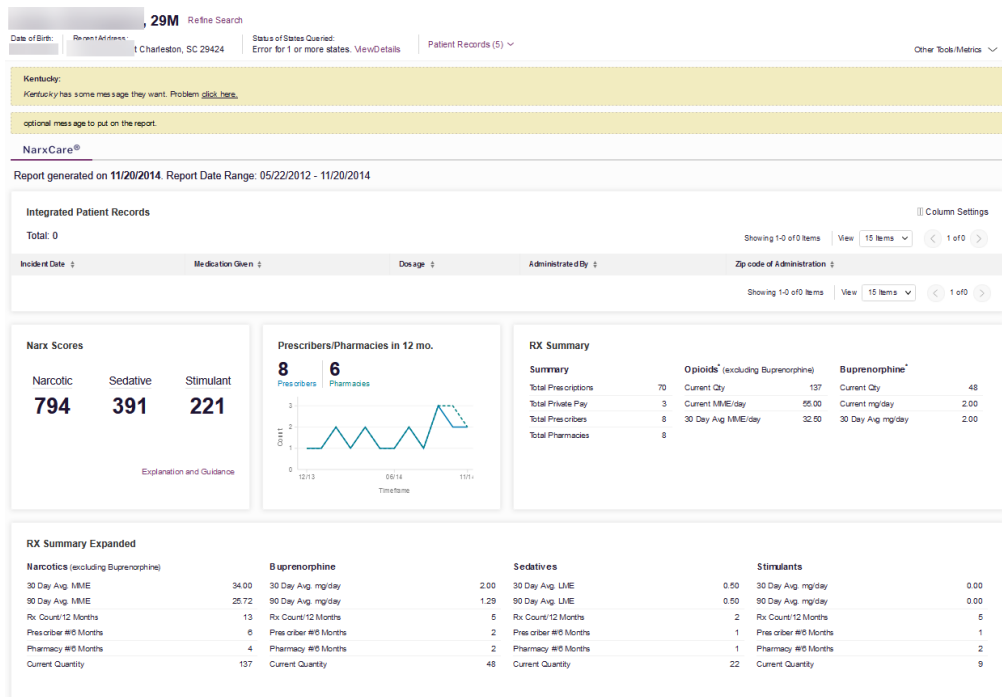 , 29M Refine Search
Date of Birth: Recent Address: Status of States Queried: Patient Records (5)
t Charleston, SC 29424 Error for 1 or more states. ViewDetails Other Tools/Metrics
Kentucky:
Kentucky has some message they want. Problem click here.
optional message to put on the report.
NarxCare®
Report generated on 11/20/2014. Report Date Range: 05/22/2012 - 11/20/2014
Integrated Patient Records Column Settings
Total: 0
Showing 1-0 of 0 Items View 15 Items 1 of 0
Incident Date Medication Given Dosage Administrated By Zip code of Administration
Showing 1-0 of 0 Items View 15 Items 1 of 0
Narx Scores
Narcotic Sedative Stimulant
794 391 221
Explanation and Guidance
Prescribers/Pharmacies in 12 mo.
8 6
Prescribers Pharmacies
3
2
1
0
Count
12/13 06/14 11/1
Timeframe
RX Summary
Summary Opioids* (excluding Buprenorphine) Buprenorphine*
Total Prescriptions 70 Current Qty 137 Current Qty 48
Total Private Pay 3 Current MME/day 56.00 Current mg/day 2.00
Total Prescribers 8 30 Day Avg MME/day 32.50 30 Day Avg mg/day 2.00
Total Pharmacies 8
RX Summary Expanded
Narcotics (excluding Buprenorphine) Buprenorphine Sedatives Stimulants
30 Day Avg. MME 34.00 30 Day Avg. mg/day 2.00 30 Day Avg. LME 0.50 30 Day Avg. mg/day 0.00
90 Day Avg. MME 25.72 90 Day Avg. mg/day 1.29 90 Day Avg. LME 0.50 90 Day Avg. mg/day 0.00
Rx Count/12 Months 13 Rx Count/12 Months 5 Rx Count/12 Months 2 Rx Count/12 Months 5
Prescriber #/6 Months 6 Prescriber #/6 Months 2 Prescriber #/6 Months 1 Prescriber #/6 Months 1
Pharmacy #/6 Months 4 Pharmacy #/6 Months 2 Pharmacy #/6 Months 1 Pharmacy #/6 Months 2
Current Quantity 137 Current Quantity 48 Current Quantity 22 Current Quantity 9